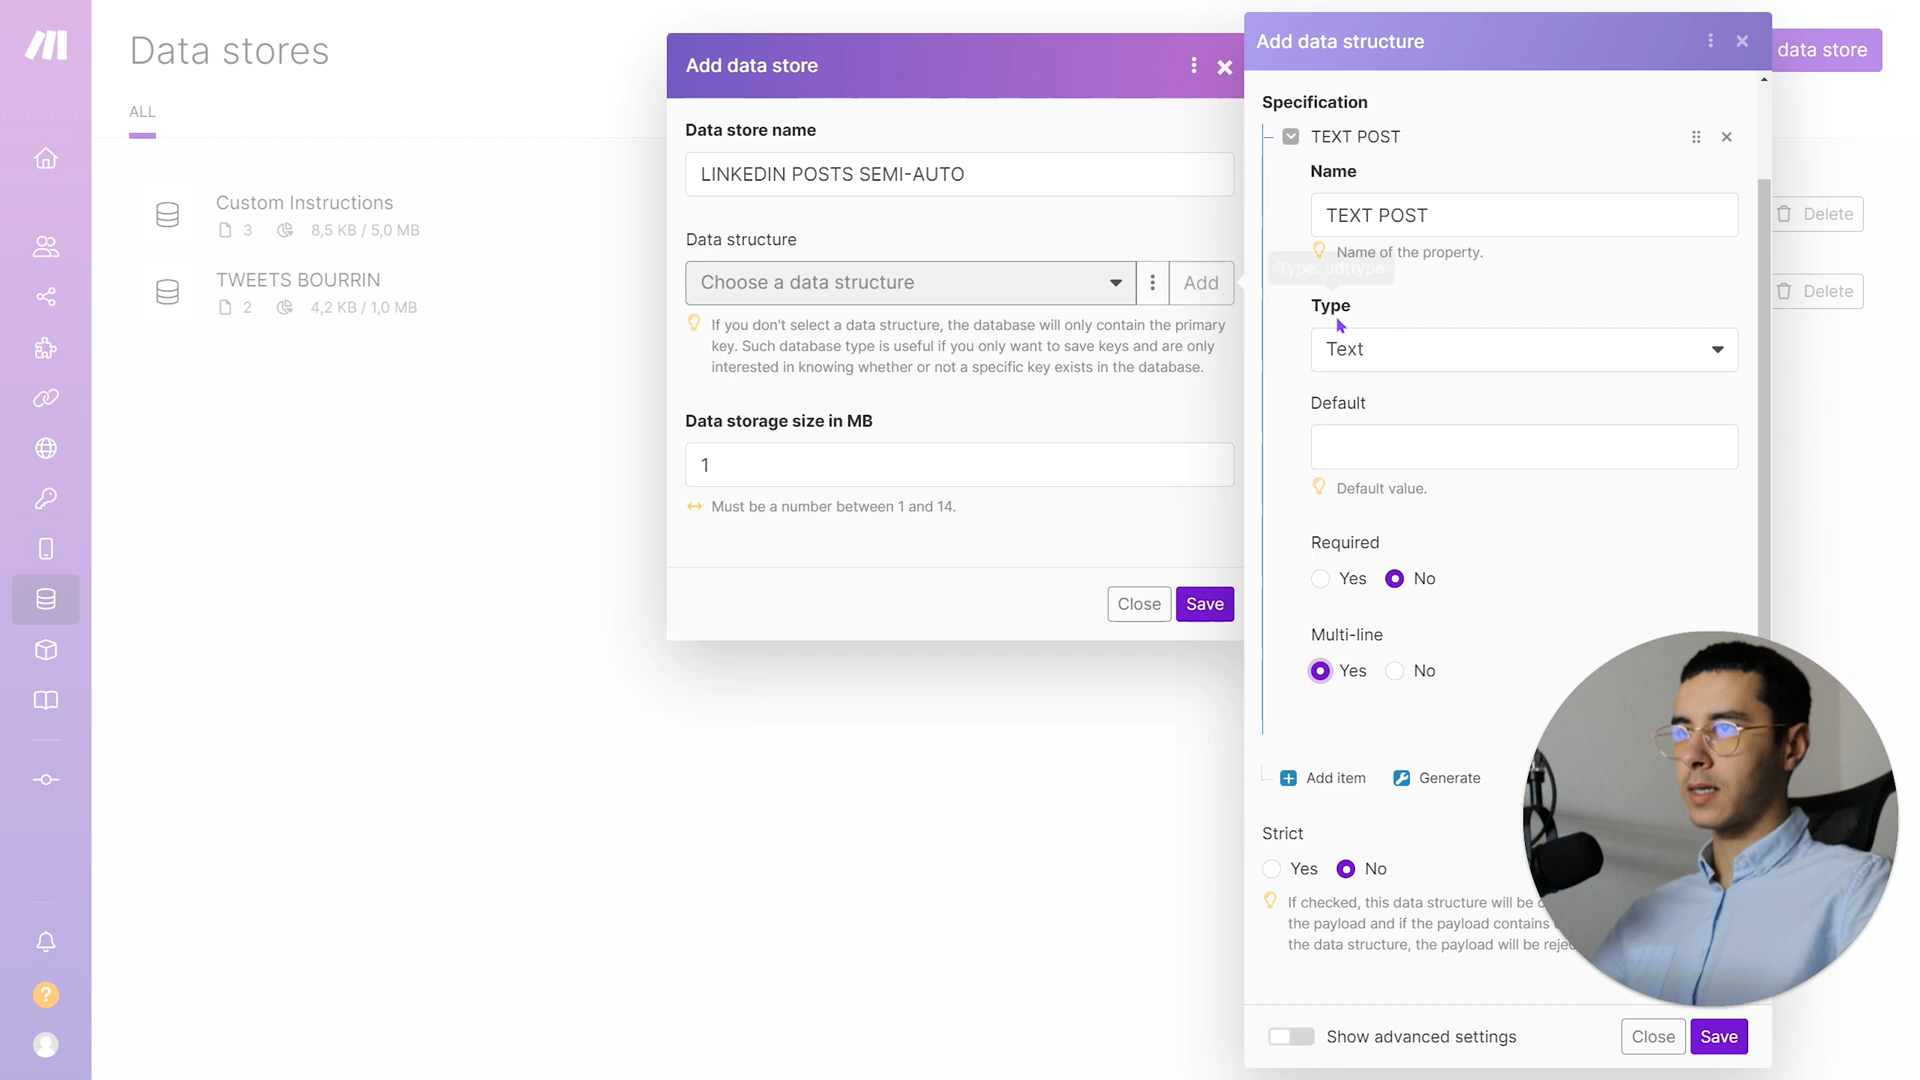 Data stores
ALL
Custom Instructions
3 8,5 KB / 5,0 MB
TWEETS BOURRIN
2 4,2 KB / 1,0 MB
data store
Delete
Delete
Add data store
Data store name
LINKEDIN POSTS SEMI-AUTO
Data structure
Choose a data structure
Add
If you don't select a data structure, the database will only contain the primary
key. Such database type is useful if you only want to save keys and are only
interested in knowing whether or not a specific key exists in the database.
Data storage size in MB
1
Must be a number between 1 and 14.
Close Save
Add data structure
Specification
TEXT POST
Name
TEXT POST
Name of the property.
Type: udttype
Type
Text
Default
Default value.
Required
Yes No
Multi-line
Yes No
Add item Generate
Strict
Yes No
If checked, this data structure will be
the payload and if the payload contains
the data structure, the payload will be
Show advanced settings
Close Save
?